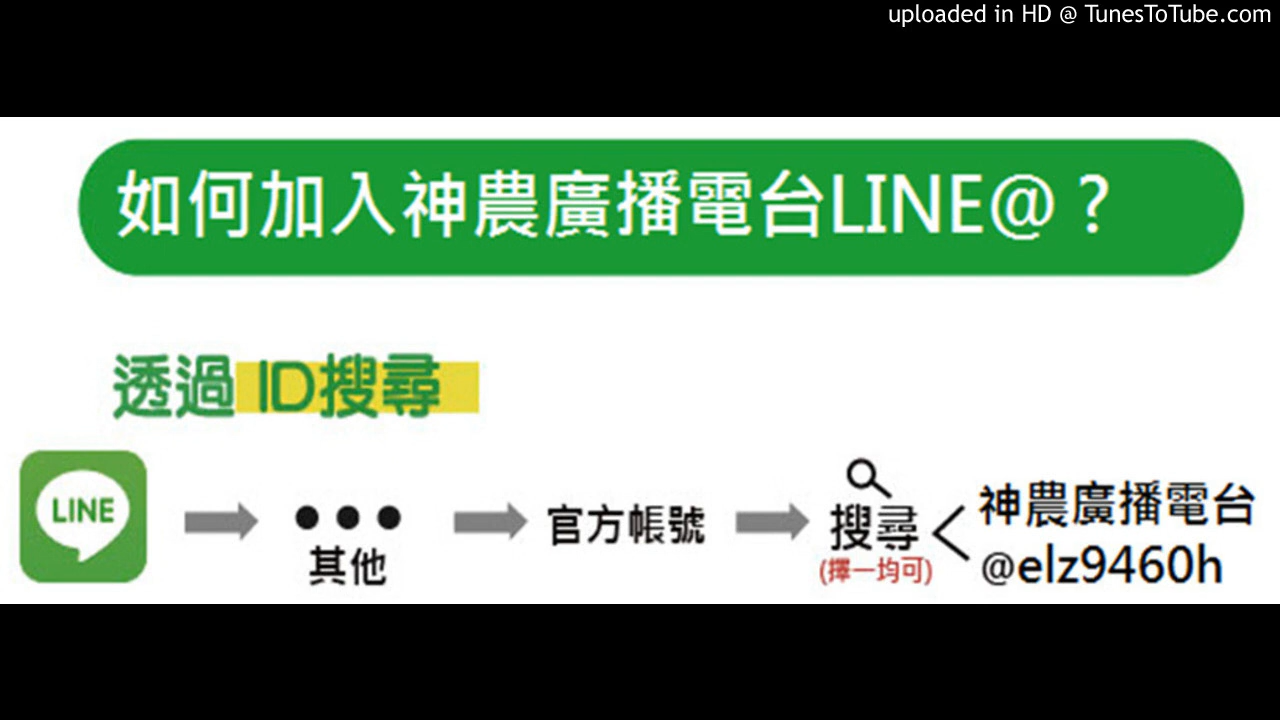 uploaded in HD @ TunesToTube.com
如何加入神農廣播電台LINE@？
透過 ID搜尋
LINE
其他
官方帳號
搜尋
(擇一均可)
神農廣播電台
@elz9460h